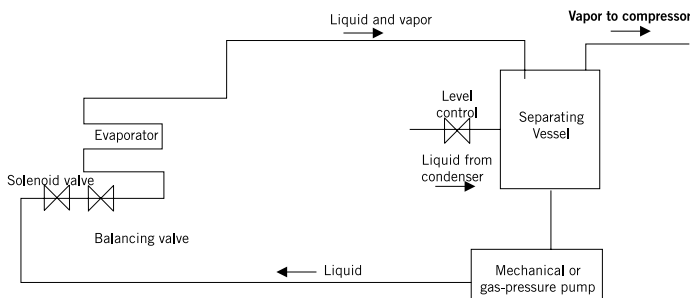 Liquid and vapor
Vapor to compressor
Level
control
Separating
Vessel
Evaporator
Liquid from
condenser
Solenoid valve
Balancing valve
Liquid
Mechanical or
gas-pressure pump